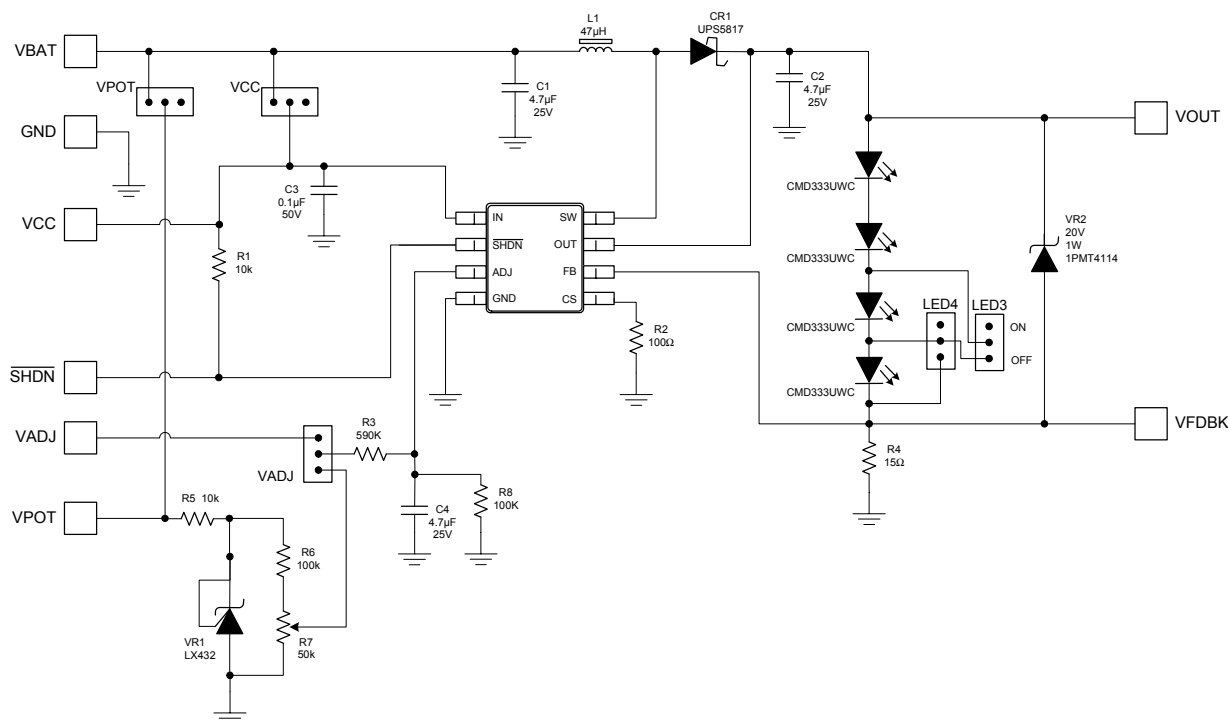 L1
47µH
CR1
UPS5817
VBAT
VPOT
VCC
C1
4.7µF
25V
C2
4.7µF
25V
GND
VOUT
CMD333UWC
C3
0.1µF
50V
VCC
IN
SHDN
ADJ
GND
SW
OUT
FB
CS
R1
10k
VR2
20V
1W
1PMT4114
CMD333UWC
LED4
LED3
ON
OFF
CMD333UWC
R2
100Ω
SHDN
CMD333UWC
VADJ
R3
590K
VADJ
VFDBK
R4
15Ω
R8
100K
C4
4.7µF
25V
VPOT
R5 10k
R6
100k
VR1
LX432
R7
50k